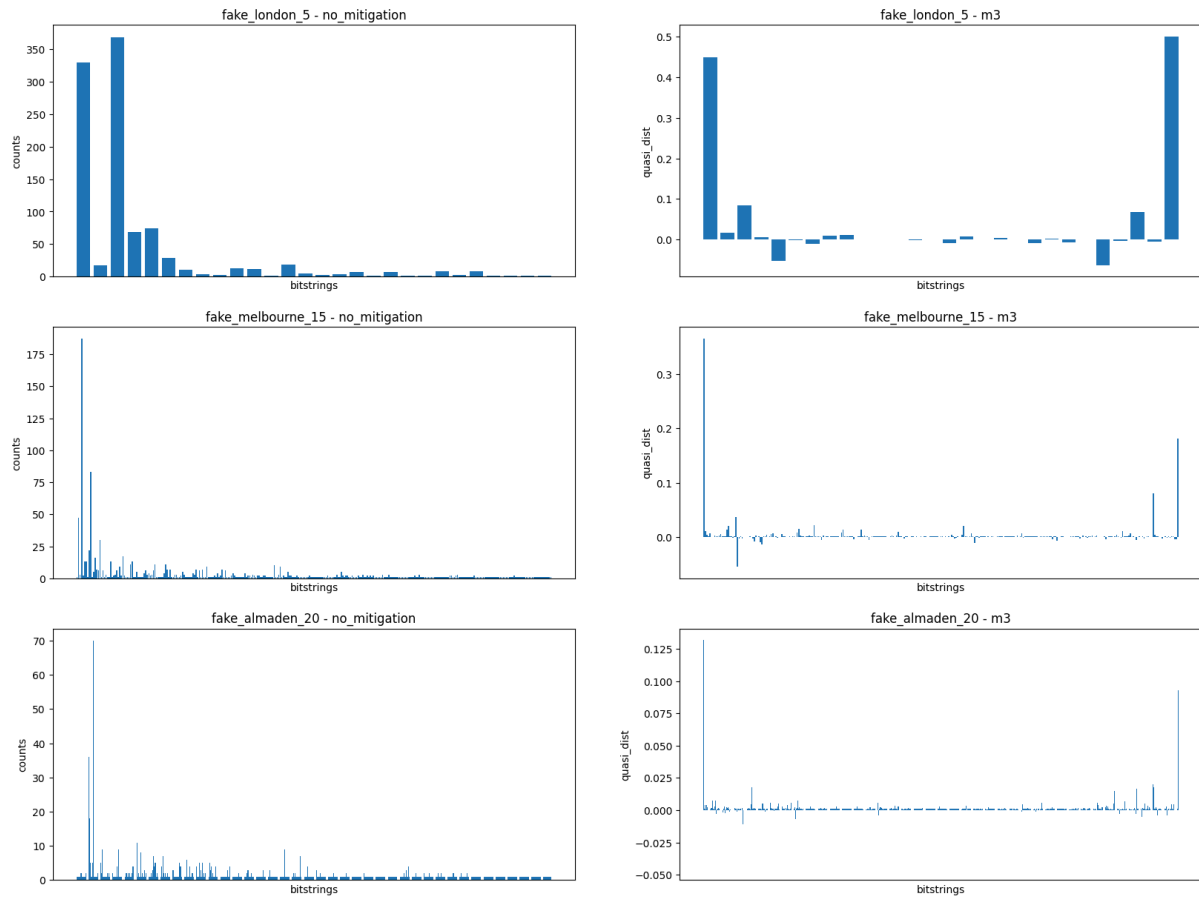 fake_london_5 - no_mitigation
350
300
250
200
150
100
50
0
counts
bitstrings
fake_london_5 - m3
0.5
0.4
0.3
0.2
0.1
0.0
quasi_dist
bitstrings
fake_melbourne_15 - no_mitigation
175
150
125
100
75
50
25
0
counts
bitstrings
fake_melbourne_15 - m3
0.3
0.2
0.1
0.0
quasi_dist
bitstrings
fake_almaden_20 - no_mitigation
70
60
50
40
30
20
10
0
counts
bitstrings
fake_almaden_20 - m3
0.125
0.100
0.075
0.050
0.025
0.000
−0.025
−0.050
quasi_dist
bitstrings